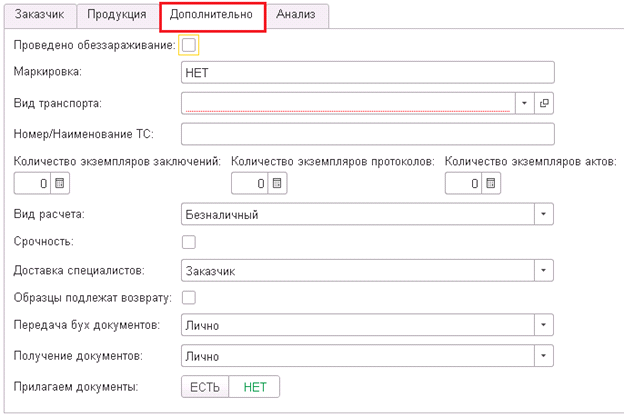 Заказчик Продукция Дополнительно Анализ
Проведено обеззараживание:
Маркировка: НЕТ
Вид транспорта:
Номер/Наименование ТС:
Количество экземпляров заключений: Количество экземпляров протоколов: Количество экземпляров актов:
0 0 0
Вид расчета: Безналичный
Срочность:
Доставка специалистов: Заказчик
Образцы подлежат возврату:
Передача бух документов: Лично
Получение документов: Лично
Прилагаем документы: ЕСТЬ НЕТ